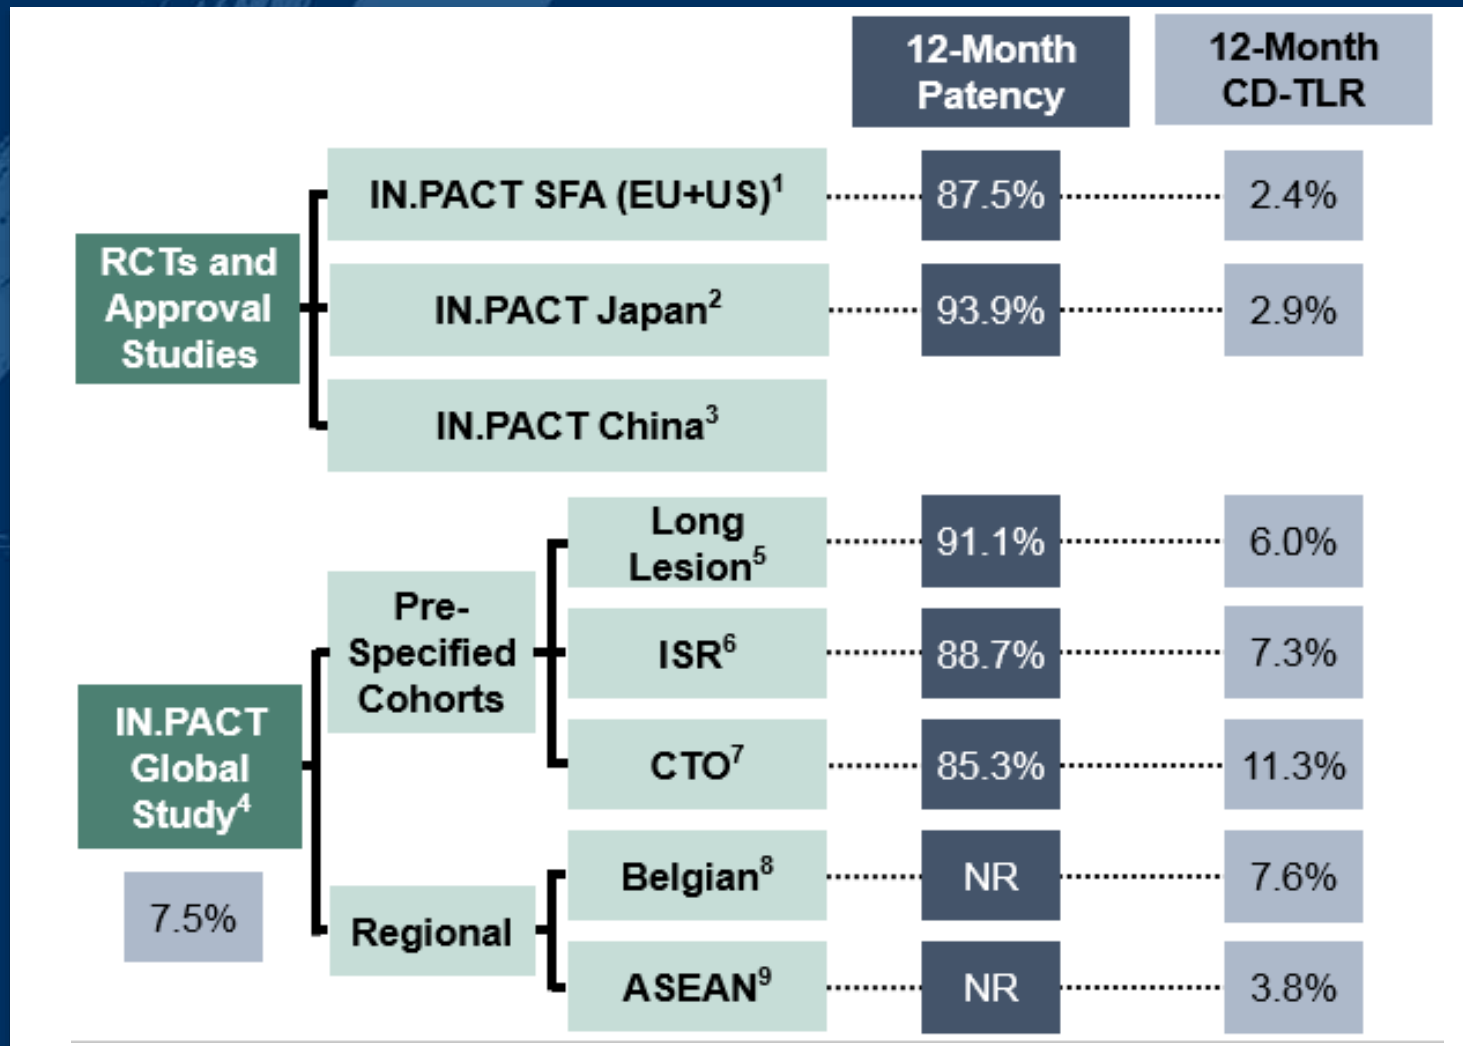 12-Month
Patency
12-Month
CD-TLR
RCTs and
Approval
Studies
IN.PACT SFA (EU+US)¹
87.5%
2.4%
IN.PACT Japan²
93.9%
2.9%
IN.PACT China³
IN.PACT
Global
Study⁴
7.5%
Pre-
Specified
Cohorts
Long
Lesion⁵
91.1%
6.0%
ISR⁶
88.7%
7.3%
CTO⁷
85.3%
11.3%
Regional
Belgian⁸
NR
7.6%
ASEAN⁹
NR
3.8%